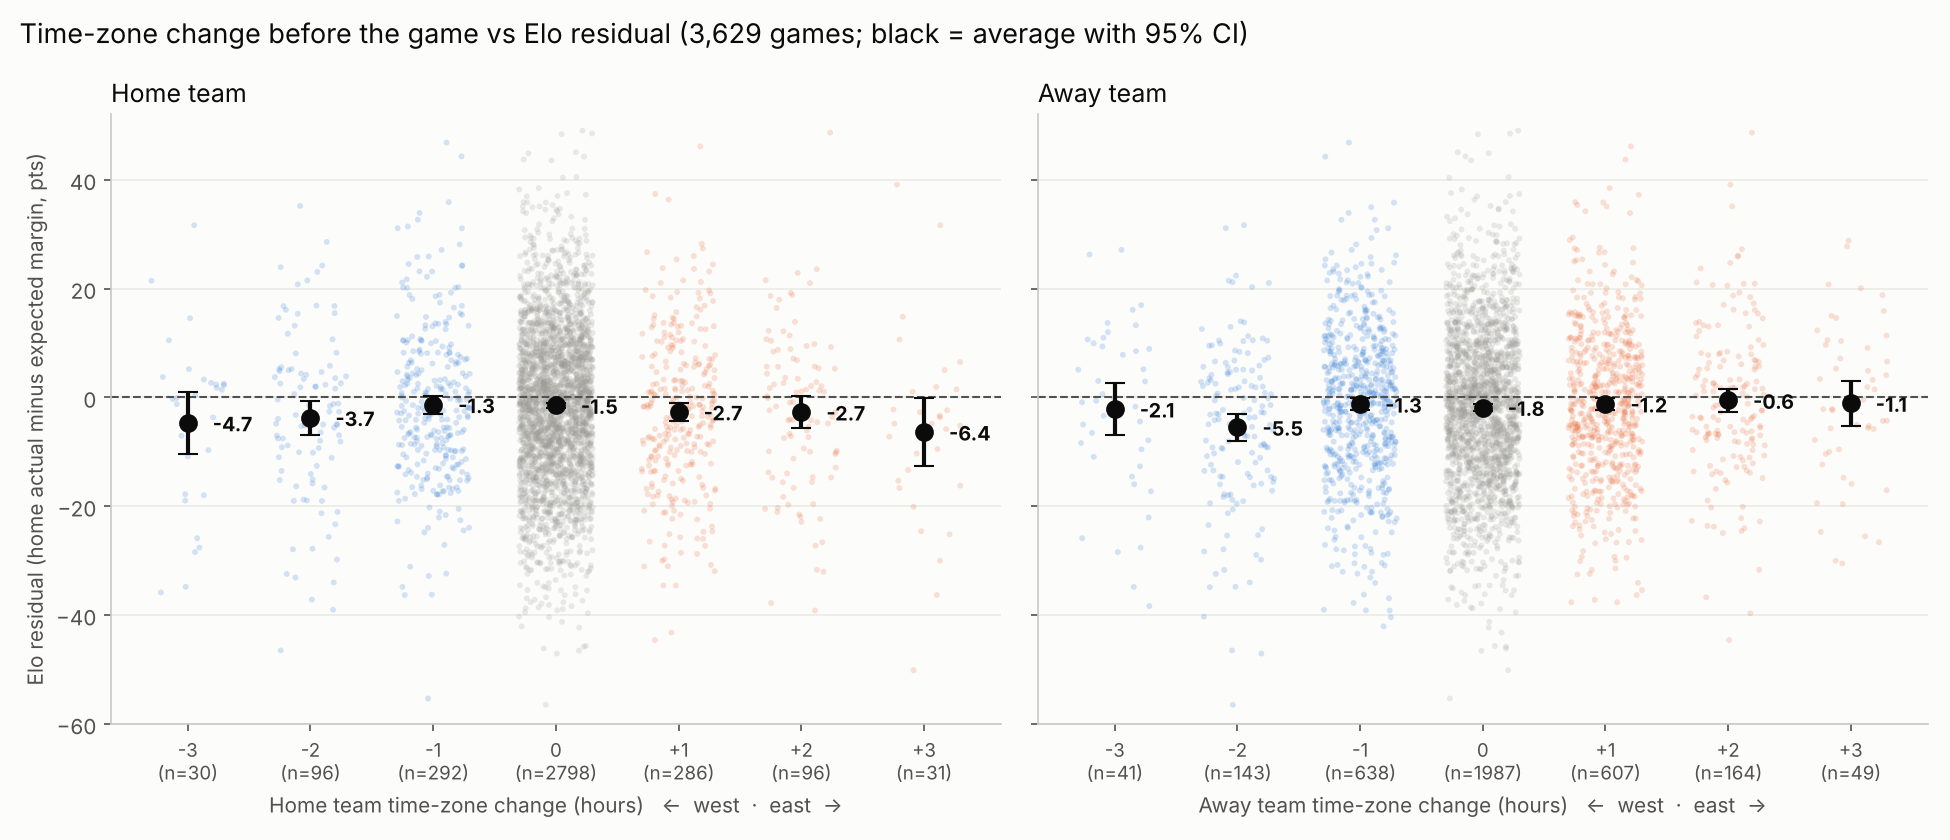 Time-zone change before the game vs Elo residual (3,629 games; black = average with 95% CI)
Home team
Elo residual (home actual minus expected margin, pts)
40
20
0
−20
−40
−60
-4.7
-3.7
-1.3
-1.5
-2.7
-2.7
-6.4
-3 -2 -1 0 +1 +2 +3
(n=30) (n=96) (n=292) (n=2798) (n=286) (n=96) (n=31)
Home team time-zone change (hours) ← west · east →
Away team
-2.1
-5.5
-1.3
-1.8
-1.2
-0.6
-1.1
-3 -2 -1 0 +1 +2 +3
(n=41) (n=143) (n=638) (n=1987) (n=607) (n=164) (n=49)
Away team time-zone change (hours) ← west · east →